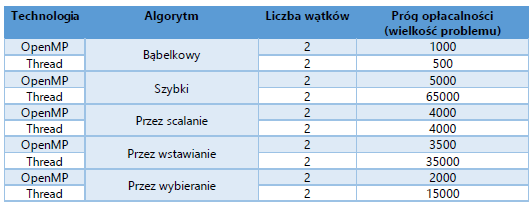 Technologia Algorytm Liczba wątków Próg opłacalności
(wielkość problemu)
OpenMP Bąbelkowy 2 1000
Thread 2 500
OpenMP Szybki 2 5000
Thread 2 65000
OpenMP Przez scalanie 2 4000
Thread 2 4000
OpenMP Przez wstawianie 2 3500
Thread 2 35000
OpenMP Przez wybieranie 2 2000
Thread 2 15000